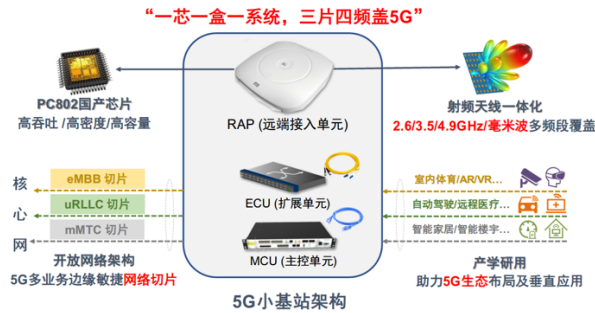 “一芯一盒一系统，三片四频盖5G”
PC802国产芯片
高吞吐 /高密度/高容量
RAP (远端接入单元)
射频天线一体化
2.6/3.5/4.9GHz/毫米波多频段覆盖
核心网
eMBB 切片
uRLLC 切片
mMTC 切片
ECU (扩展单元)
MCU (主控单元)
室内体育/AR/VR...
自动驾驶/远程医疗...
智能家居/智能楼宇...
开放网络架构
5G多业务边缘敏捷网络切片
产学研用
助力5G生态布局及垂直应用
5G小基站架构